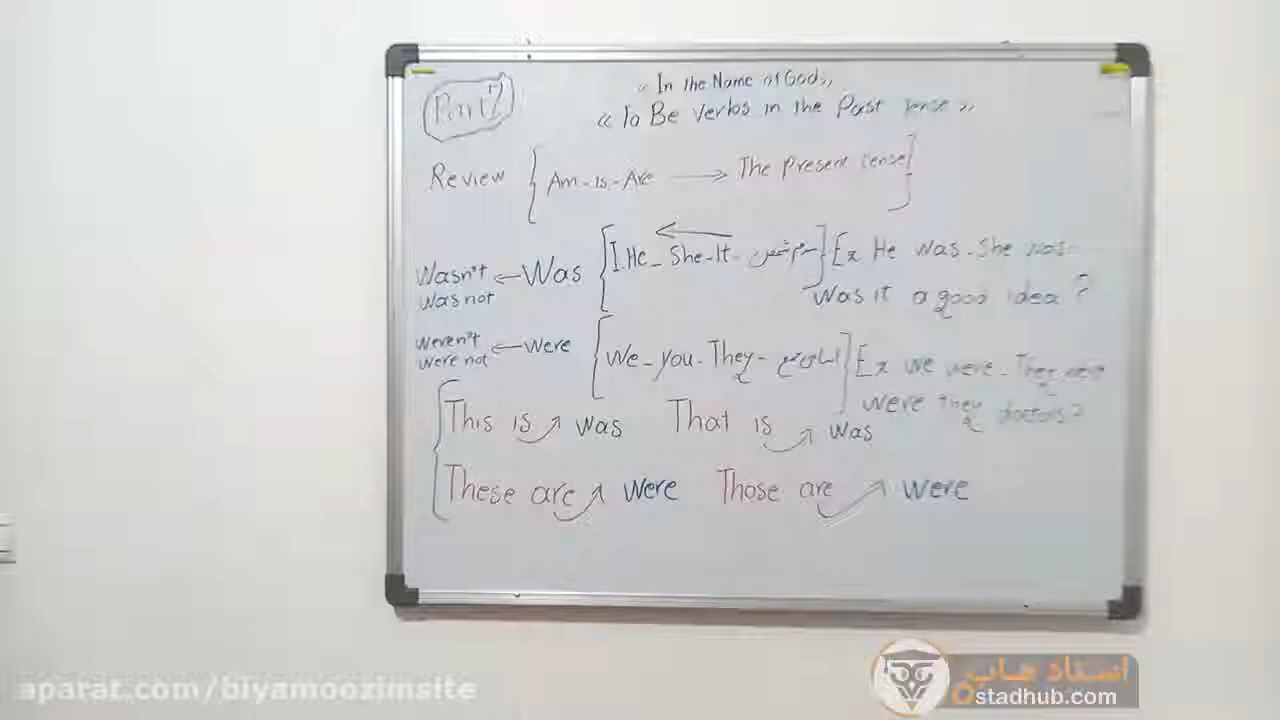 Part 2
« In the Name of God »
« To Be Verbs in the Past tense »
Review { Am - is - Are → The present tense }
Wasn't ← Was { I. He - She - It - سوم شخص } Ex He was - She was
was not
Was it a good idea?
weren't ← were { We - you - They - جمع } Ex we were - They were
were not
were they doctors?
This is → was That is → was
These are → were Those are → were
aparat.com/biyamoozimsite
استاد هاب
Ostadhub.com